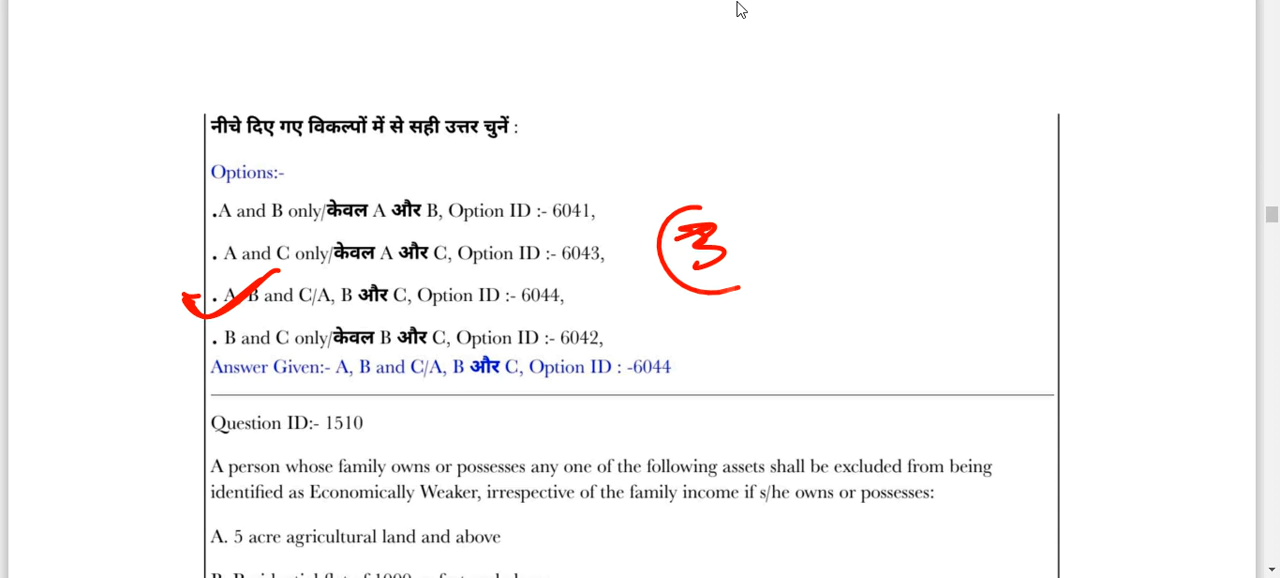 नीचे दिए गए विकल्पों में से सही उत्तर चुनें :
Options:-
.A and B only/केवल A और B, Option ID :- 6041,
. A and C only/केवल A और C, Option ID :- 6043,
3
. A, B and C/A, B और C, Option ID :- 6044,
. B and C only/केवल B और C, Option ID :- 6042,
Answer Given:- A, B and C/A, B और C, Option ID : -6044
Question ID:- 1510
A person whose family owns or possesses any one of the following assets shall be excluded from being
identified as Economically Weaker, irrespective of the family income if s/he owns or possesses:
A. 5 acre agricultural land and above